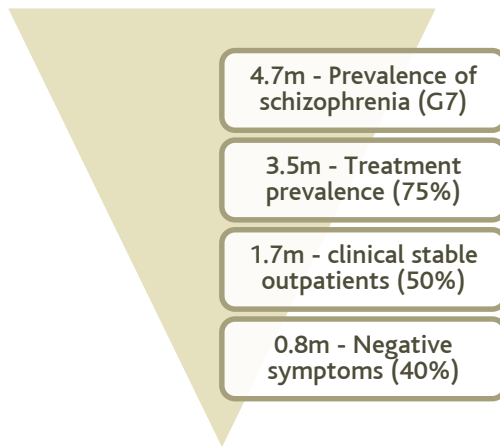 4.7m - Prevalence of
schizophrenia (G7)
3.5m - Treatment
prevalence (75%)
1.7m - clinical stable
outpatients (50%)
0.8m - Negative
symptoms (40%)